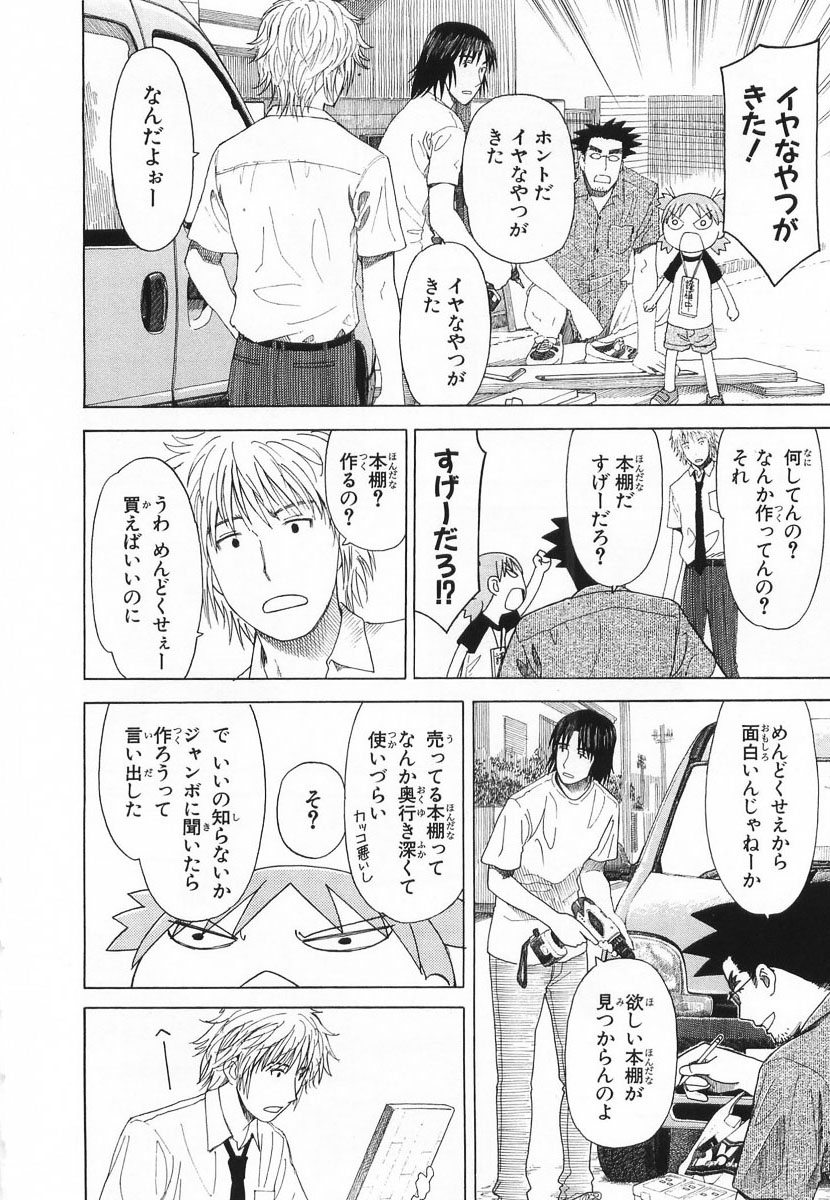 イヤなやつが
きた！
ホントだ
イヤなやつが
きた
イヤなやつが
きた
なんだよぉー
何してんの？
なんか作ってんの？
それ
本棚だ
すげーだろ？
すげーだろ!?
本棚？
作るの？
うわ めんどくせぇー
買えばいいのに
めんどくせえから
面白いんじゃねーか
欲しい本棚が
見つからんのよ
売ってる本棚って
なんか奥行き深くて
使いづらい
カッコ悪いし
そ？
で いいの知らないか
ジャンボに聞いたら
作ろうって
言い出した
へー